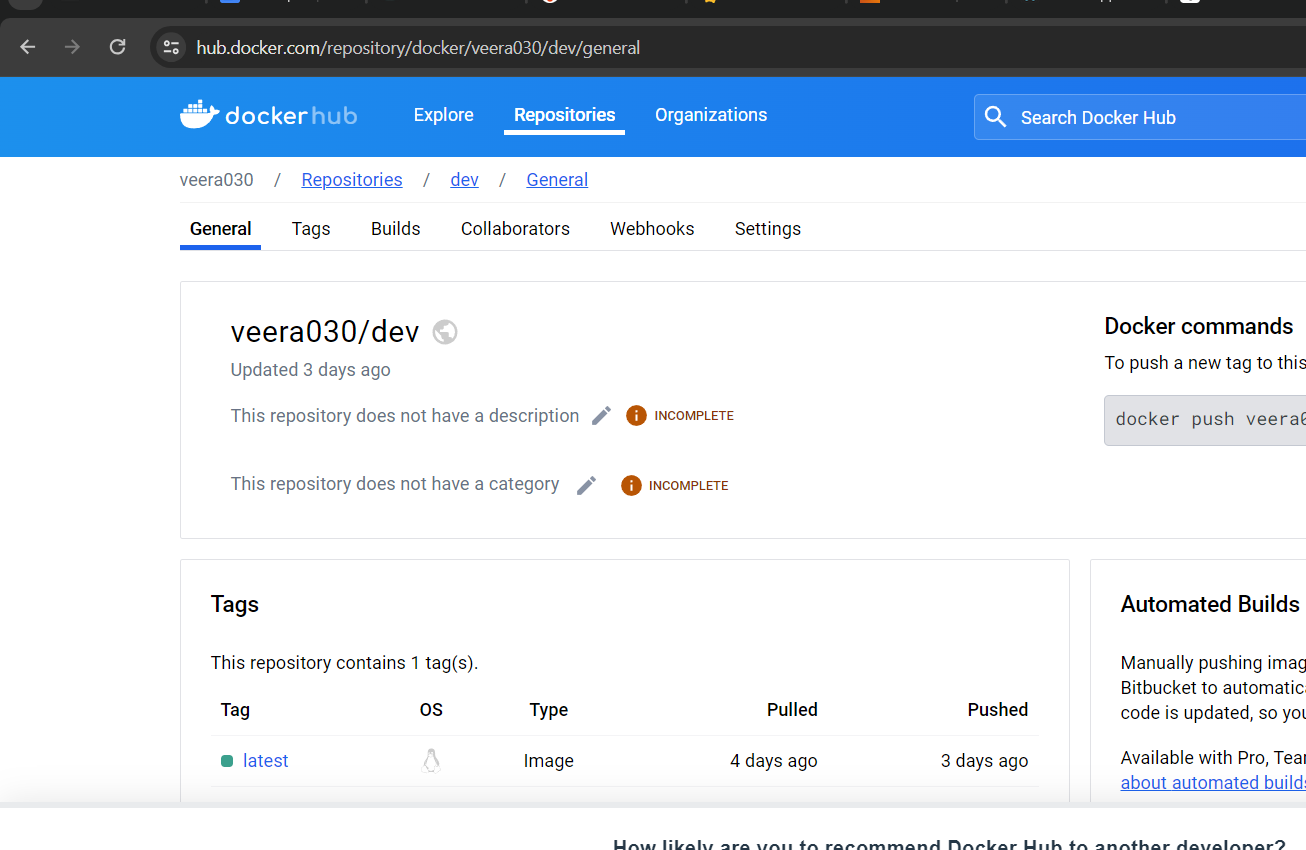 hub.docker.com/repository/docker/veera030/dev/general
dockerhub
Explore
Repositories
Organizations
Search Docker Hub
veera030 / Repositories / dev / General
General
Tags
Builds
Collaborators
Webhooks
Settings
veera030/dev
Updated 3 days ago
This repository does not have a description
INCOMPLETE
This repository does not have a category
INCOMPLETE
Docker commands
To push a new tag to this
docker push veera0
Tags
This repository contains 1 tag(s).
Tag OS Type Pulled Pushed
latest Image 4 days ago 3 days ago
Automated Builds
Manually pushing imag
Bitbucket to automatica
code is updated, so you
Available with Pro, Tear
about automated builds
How likely are you to recommend Docker Hub to another developer?